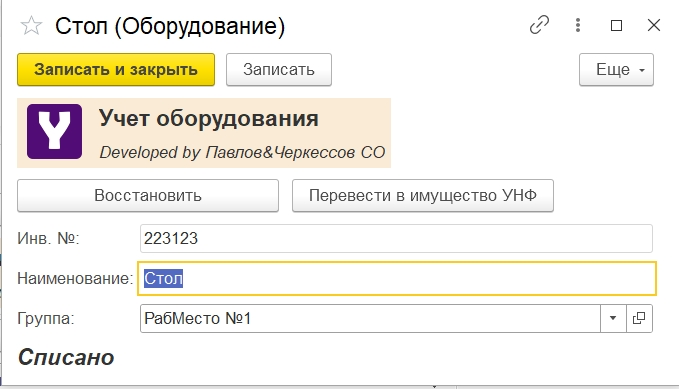 Стол (Оборудование)
Записать и закрыть Записать Еще
Учет оборудования
Developed by Павлов&Черкессов СО
Восстановить Перевести в имущество УНФ
Инв. №: 223123
Наименование: Стол
Группа: РабМесто №1
Списано